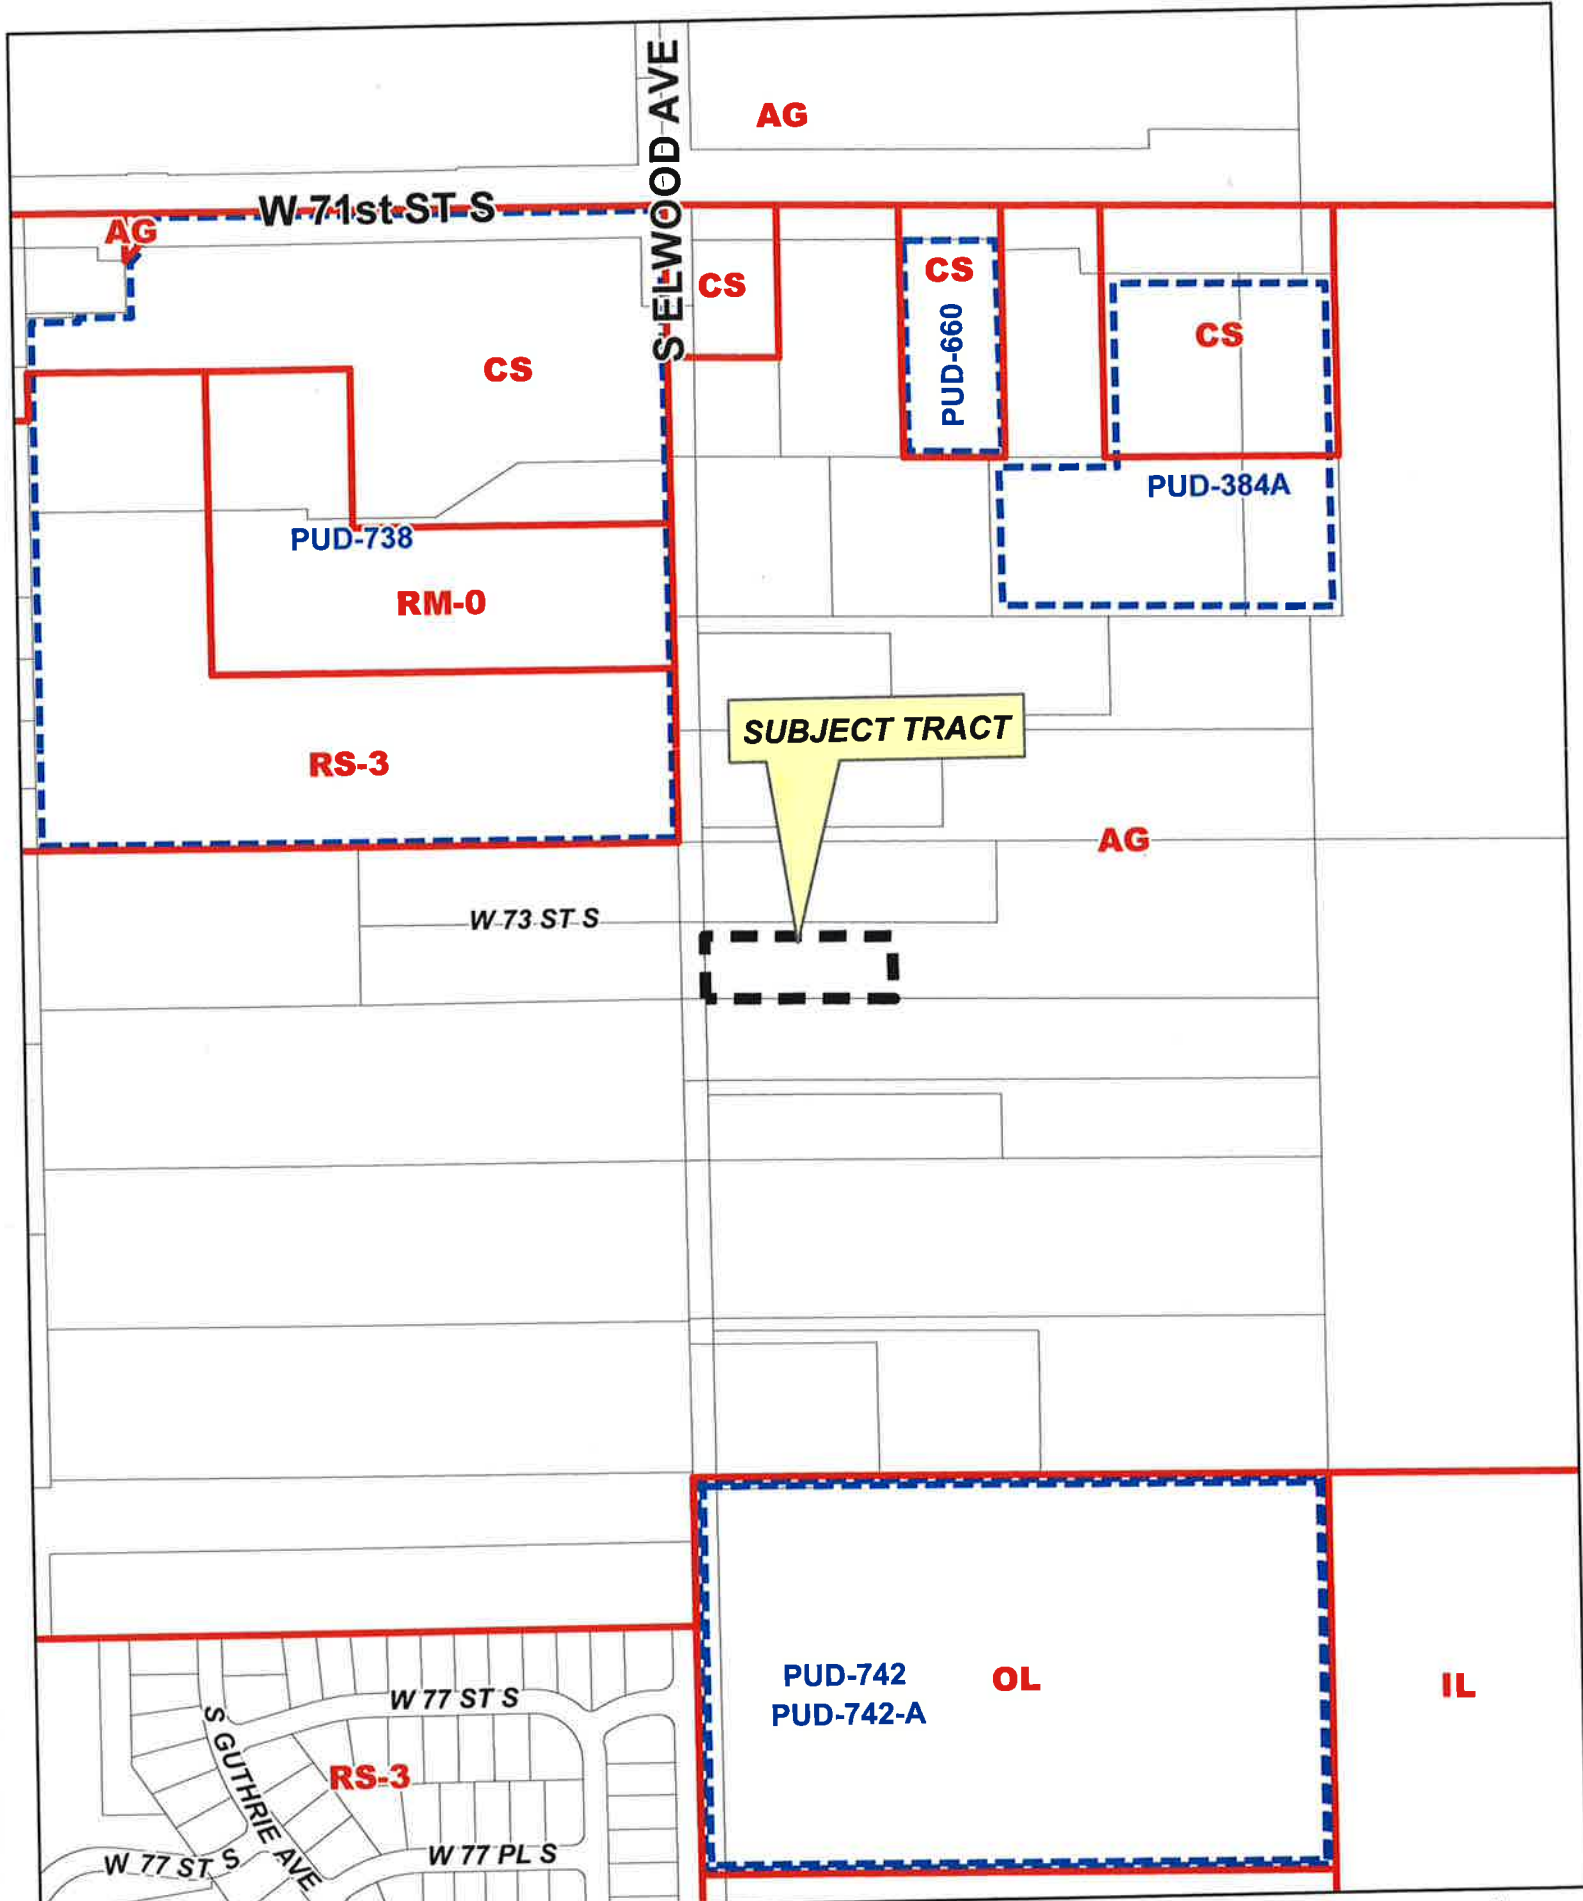 AG
S ELWOOD AVE
W 71st ST S
AG
CS
CS
CS
PUD-660
CS
PUD-384A
PUD-738
RM-0
SUBJECT TRACT
RS-3
AG
W 73 ST S
PUD-742
PUD-742-A
OL
IL
W 77 ST S
S GUTHRIE AVE
RS-3
W 77 ST S
W 77 PL S